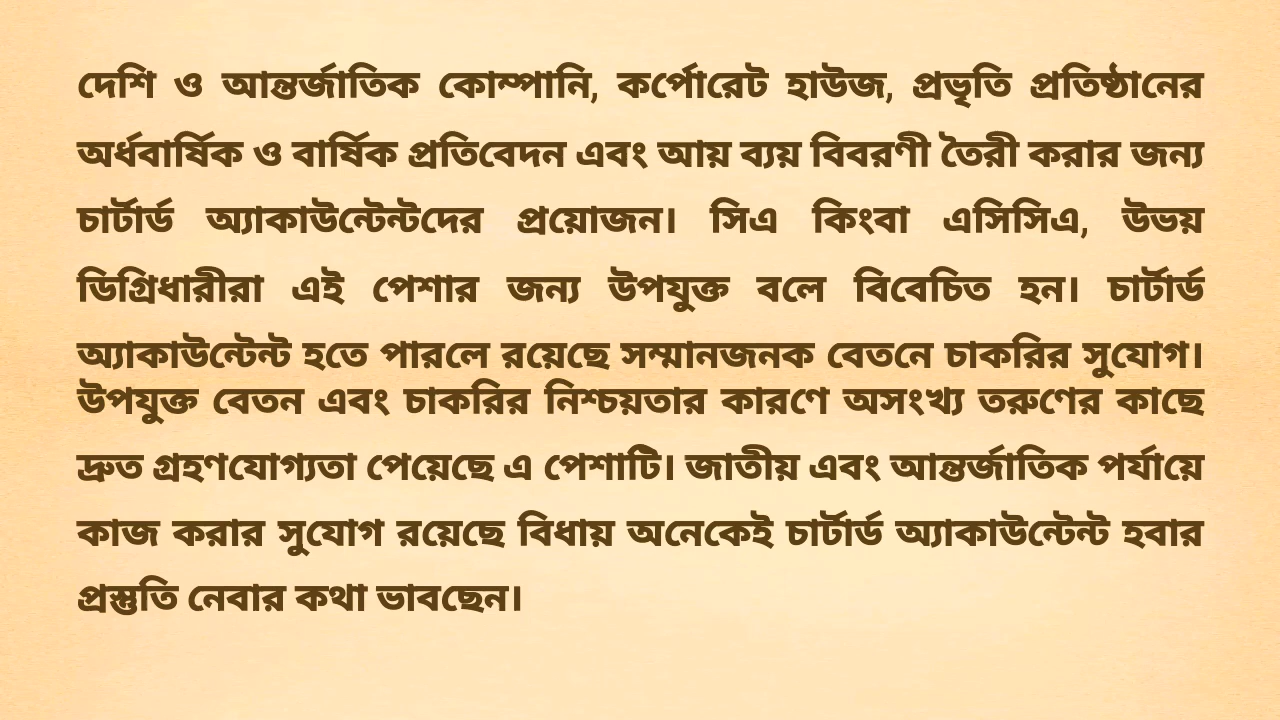 দেশি ও আন্তর্জাতিক কোম্পানি, কর্পোরেট হাউজ, প্রভৃতি প্রতিষ্ঠানের
অর্ধবার্ষিক ও বার্ষিক প্রতিবেদন এবং আয় ব্যয় বিবরণী তৈরী করার জন্য
চার্টার্ড অ্যাকাউন্টেন্টদের প্রয়োজন। সিএ কিংবা এসিসিএ, উভয়
ডিগ্রিধারীরা এই পেশার জন্য উপযুক্ত বলে বিবেচিত হন। চার্টার্ড
অ্যাকাউন্টেন্ট হতে পারলে রয়েছে সম্মানজনক বেতনে চাকরির সুযোগ।
উপযুক্ত বেতন এবং চাকরির নিশ্চয়তার কারণে অসংখ্য তরুণের কাছে
দ্রুত গ্রহণযোগ্যতা পেয়েছে এ পেশাটি। জাতীয় এবং আন্তর্জাতিক পর্যায়ে
কাজ করার সুযোগ রয়েছে বিধায় অনেকেই চার্টার্ড অ্যাকাউন্টেন্ট হবার
প্রস্তুতি নেবার কথা ভাবছেন।